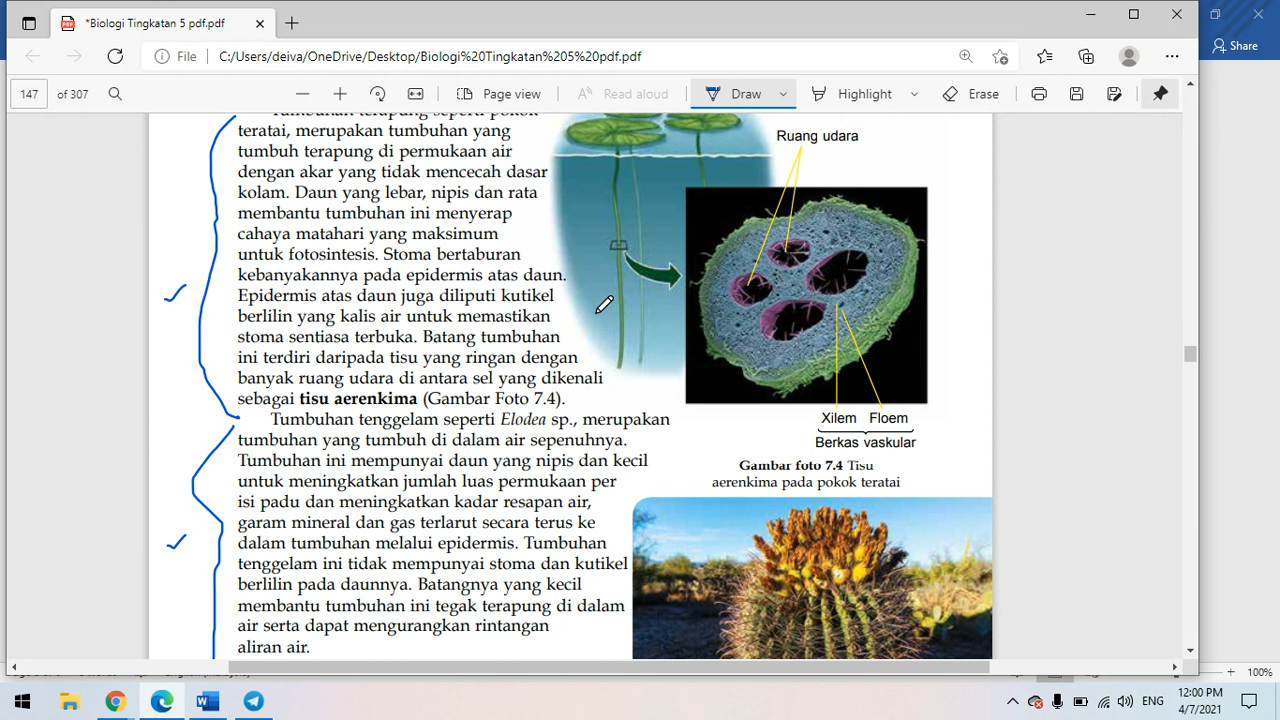 *Biologi Tingkatan 5 pdf.pdf
Share
File
C:/Users/deiva/OneDrive/Desktop/Biologi%20Tingkatan%205%20pdf.pdf
147 of 307
Page view
Read aloud
Draw
Highlight
Erase
Tumbuhan terapung seperti pokok
teratai, merupakan tumbuhan yang
tumbuh terapung di permukaan air
dengan akar yang tidak mencecah dasar
kolam. Daun yang lebar, nipis dan rata
membantu tumbuhan ini menyerap
cahaya matahari yang maksimum
untuk fotosintesis. Stoma bertaburan
kebanyakannya pada epidermis atas daun.
Epidermis atas daun juga diliputi kutikel
berlilin yang kalis air untuk memastikan
stoma sentiasa terbuka. Batang tumbuhan
ini terdiri daripada tisu yang ringan dengan
banyak ruang udara di antara sel yang dikenali
sebagai tisu aerenkima (Gambar Foto 7.4).
Tumbuhan tenggelam seperti Elodea sp., merupakan
tumbuhan yang tumbuh di dalam air sepenuhnya.
Tumbuhan ini mempunyai daun yang nipis dan kecil
untuk meningkatkan jumlah luas permukaan per
isi padu dan meningkatkan kadar resapan air,
garam mineral dan gas terlarut secara terus ke
dalam tumbuhan melalui epidermis. Tumbuhan
tenggelam ini tidak mempunyai stoma dan kutikel
berlilin pada daunnya. Batangnya yang kecil
membantu tumbuhan ini tegak terapung di dalam
air serta dapat mengurangkan rintangan
aliran air.
Ruang udara
Xilem Floem
Berkas vaskular
Gambar foto 7.4 Tisu
aerenkima pada pokok teratai
100%
ENG
12:00 PM
4/7/2021